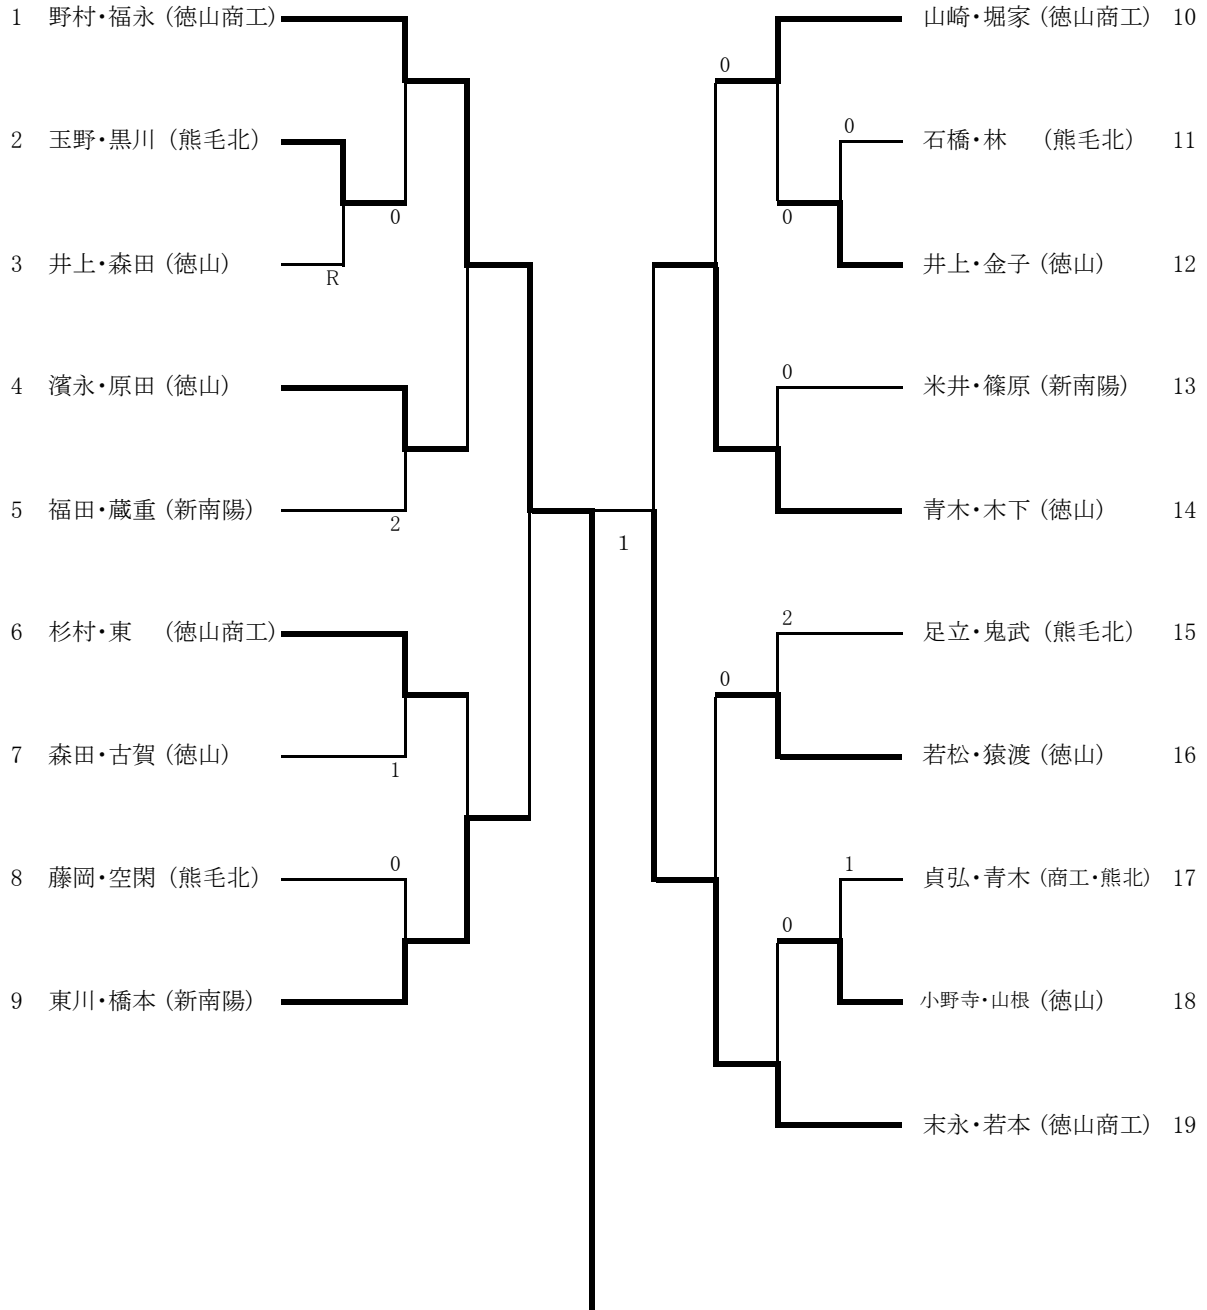 1 野村・福永 (徳山商工)
山崎・堀家 (徳山商工) 10
0
2 玉野・黒川 (熊毛北)
0
石橋・林 (熊毛北) 11
0
0
3 井上・森田 (徳山)
R
井上・金子 (徳山) 12
4 濱永・原田 (徳山)
0
米井・篠原 (新南陽) 13
5 福田・蔵重 (新南陽)
2
青木・木下 (徳山) 14
1
6 杉村・東 (徳山商工)
2
足立・鬼武 (熊毛北) 15
0
7 森田・古賀 (徳山)
1
若松・猿渡 (徳山) 16
8 藤岡・空閑 (熊毛北)
0
1
貞弘・青木 (商工・熊北) 17
0
9 東川・橋本 (新南陽)
小野寺・山根 (徳山) 18
末永・若本 (徳山商工) 19